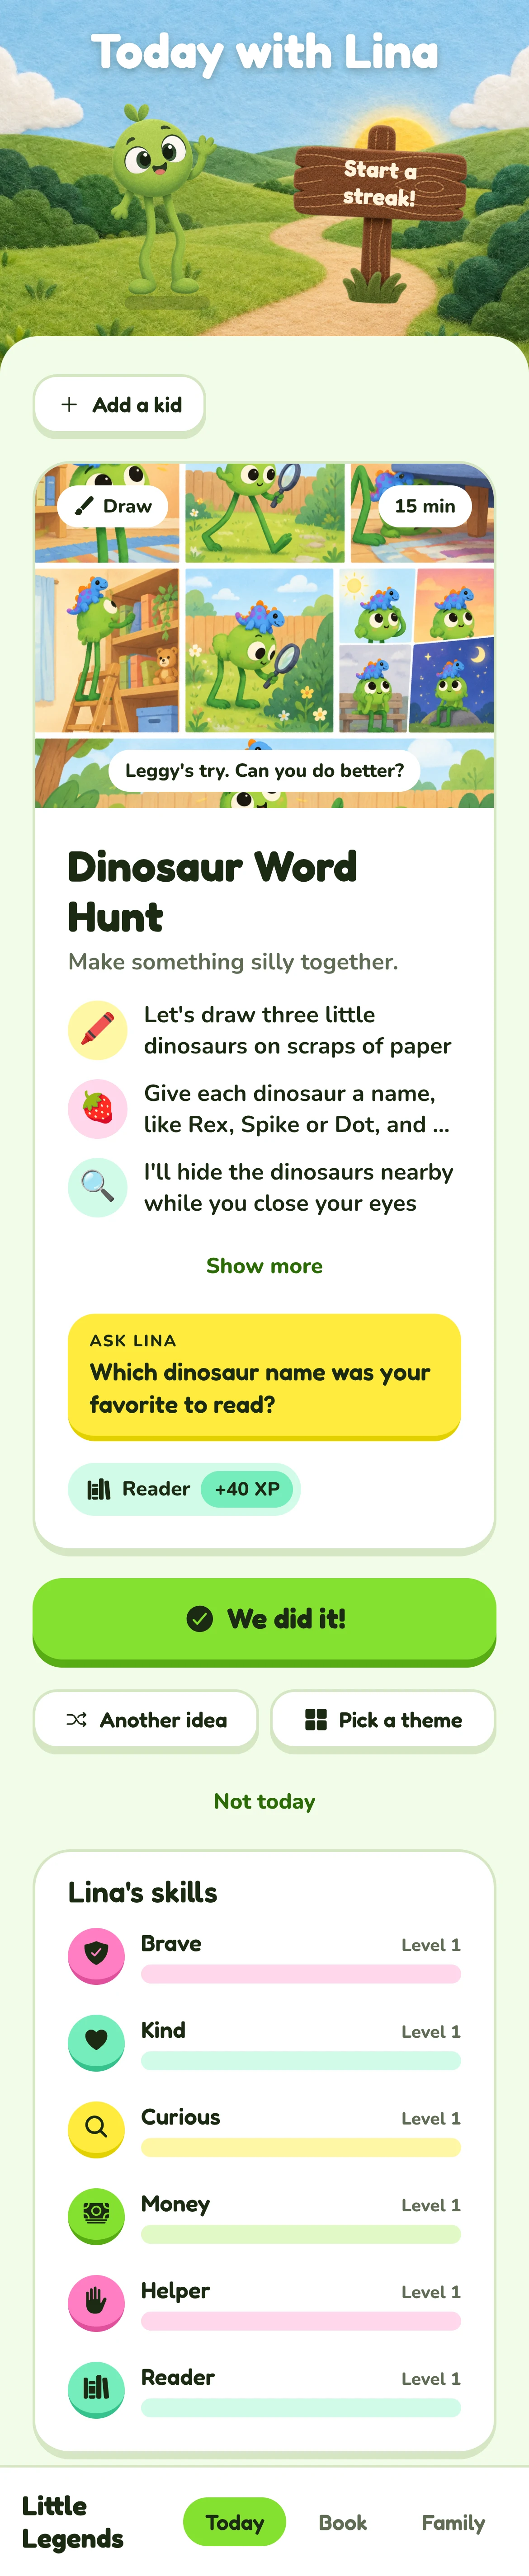 Today with Lina
Start a
streak!
Add a kid
Draw
15 min
Leggy's try. Can you do better?
Dinosaur Word
Hunt
Make something silly together.
Let's draw three little
dinosaurs on scraps of paper
Give each dinosaur a name,
like Rex, Spike or Dot, and ...
I'll hide the dinosaurs nearby
while you close your eyes
Show more
ASK LINA
Which dinosaur name was your
favorite to read?
Reader +40 XP
We did it!
Another idea
Pick a theme
Not today
Lina's skills
Brave Level 1
Kind Level 1
Curious Level 1
Money Level 1
Helper Level 1
Reader Level 1
Little
Legends
Today Book Family